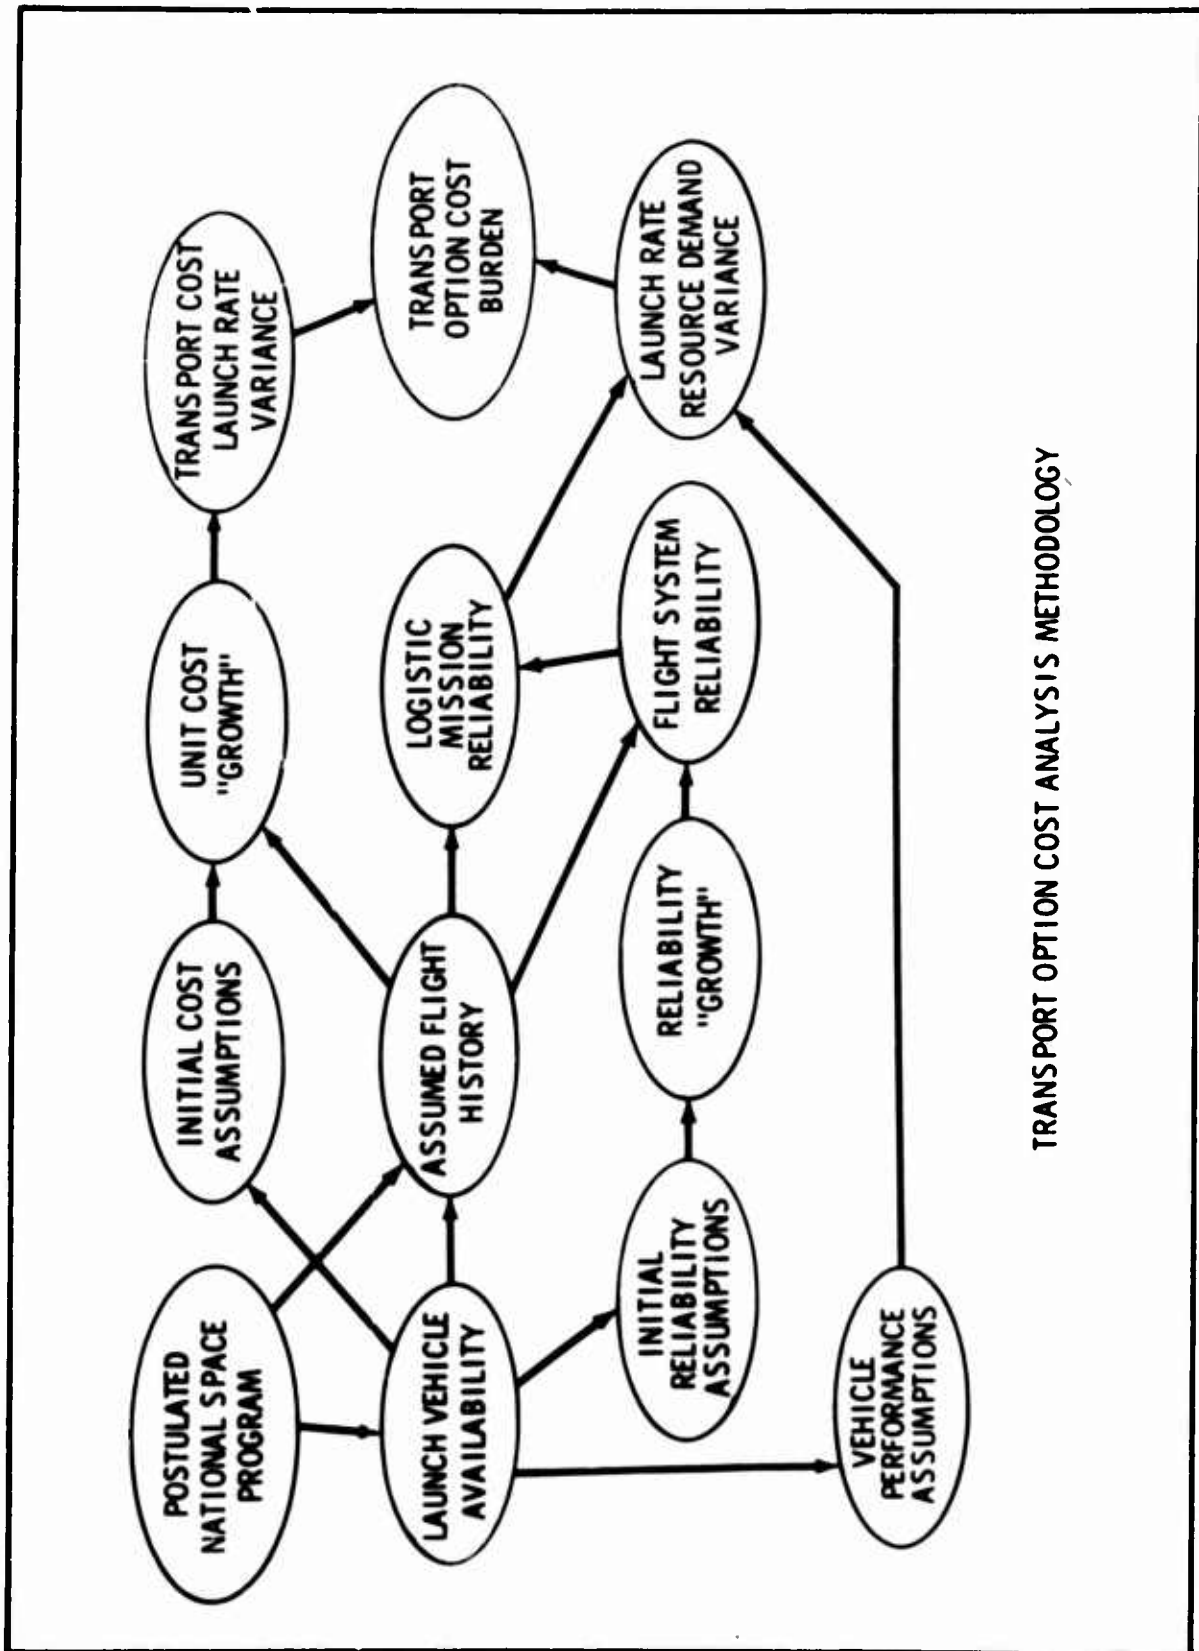 POSTULATED
NATIONAL SPACE
PROGRAM
INITIAL COST
ASSUMPTIONS
UNIT COST
"GROWTH"
TRANSPORT COST
LAUNCH RATE
VARIANCE
LAUNCH VEHICLE
AVAILABILITY
ASSUMED FLIGHT
HISTORY
LOGISTIC
MISSION
RELIABILITY
TRANSPORT
OPTION COST
BURDEN
INITIAL
RELIABILITY
ASSUMPTIONS
RELIABILITY
"GROWTH"
FLIGHT SYSTEM
RELIABILITY
LAUNCH RATE
RESOURCE DEMAND
VARIANCE
VEHICLE
PERFORMANCE
ASSUMPTIONS
TRANSPORT OPTION COST ANALYSIS METHODOLOGY